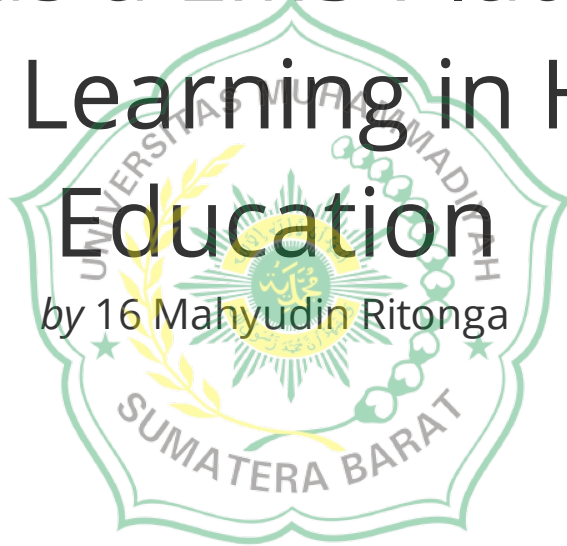 Learning in H
Education
by 16 Mahyudin Ritonga
UNIVERSITAS MUHAMMADIYAH
SUMATERA BARAT